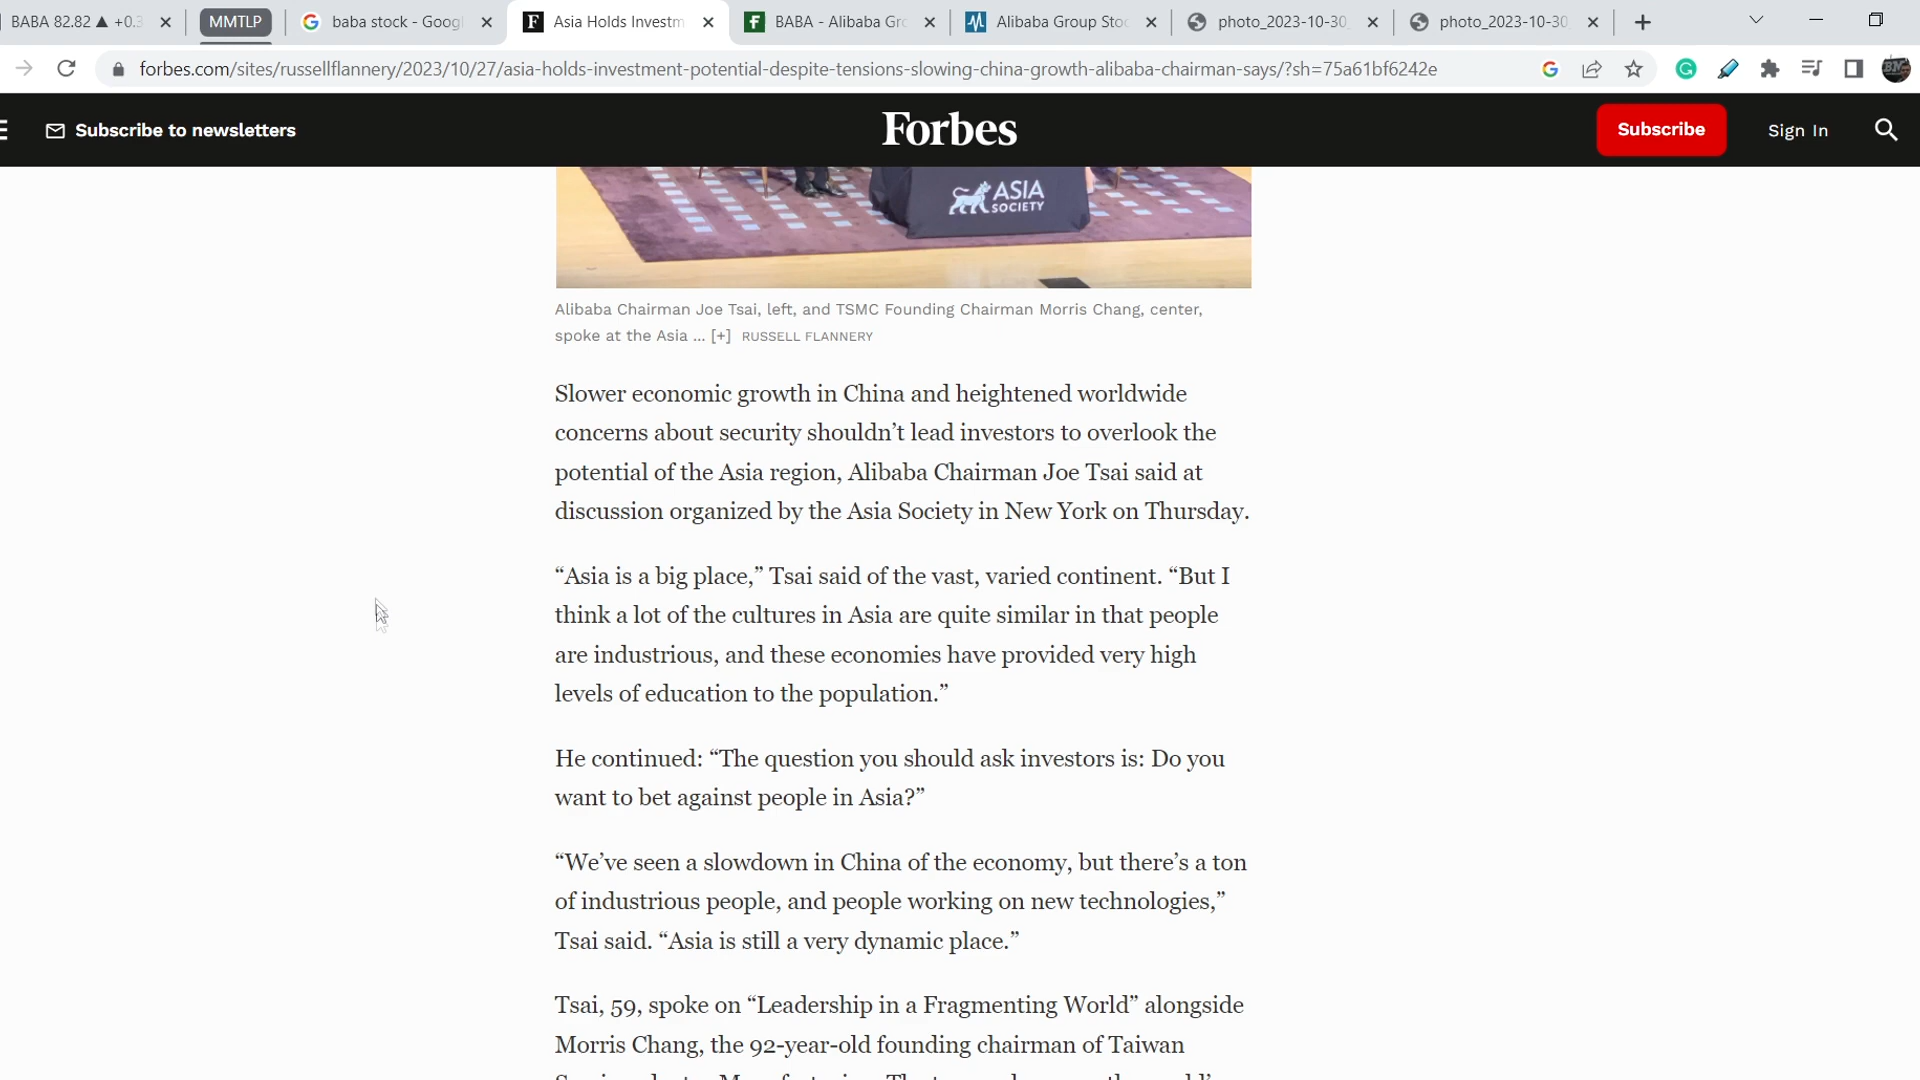 BABA 82.82 ▲ +0.3
MMTLP
baba stock - Googl
Asia Holds Investm
BABA - Alibaba Gr
Alibaba Group Sto
photo_2023-10-30
photo_2023-10-30
forbes.com/sites/russellflannery/2023/10/27/asia-holds-investment-potential-despite-tensions-slowing-china-growth-alibaba-chairman-says/?sh=75a61bf6242e
Subscribe to newsletters
Forbes
Subscribe
Sign In
ASIA
SOCIETY
Alibaba Chairman Joe Tsai, left, and TSMC Founding Chairman Morris Chang, center,
spoke at the Asia ... [+] RUSSELL FLANNERY
Slower economic growth in China and heightened worldwide
concerns about security shouldn’t lead investors to overlook the
potential of the Asia region, Alibaba Chairman Joe Tsai said at
discussion organized by the Asia Society in New York on Thursday.
“Asia is a big place,” Tsai said of the vast, varied continent. “But I
think a lot of the cultures in Asia are quite similar in that people
are industrious, and these economies have provided very high
levels of education to the population.”
He continued: “The question you should ask investors is: Do you
want to bet against people in Asia?”
“We’ve seen a slowdown in China of the economy, but there’s a ton
of industrious people, and people working on new technologies,”
Tsai said. “Asia is still a very dynamic place.”
Tsai, 59, spoke on “Leadership in a Fragmenting World” alongside
Morris Chang, the 92-year-old founding chairman of Taiwan